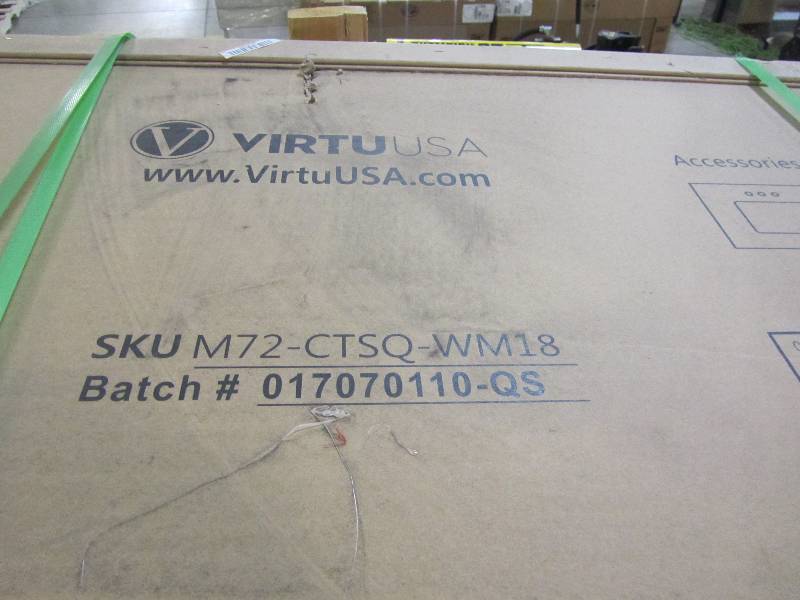 V VIRTUUSA
www.VirtuUSA.com
Accessories
SKU M72-CTSQ-WM18
Batch # 017070110-QS